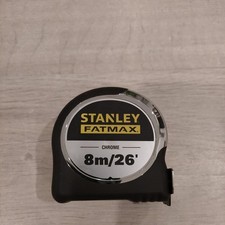 STANLEY
FATMAX
CHROME
8m/26'